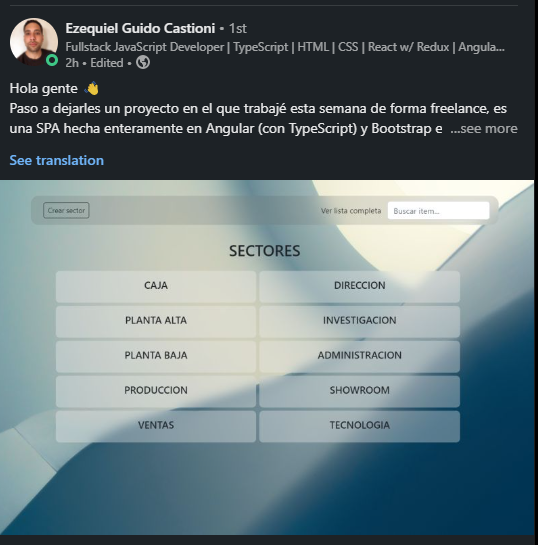 Ezequiel Guido Castioni • 1st
Fullstack JavaScript Developer | TypeScript | HTML | CSS | React w/ Redux | Angula...
2h • Edited •
Hola gente 👋
Paso a dejarles un proyecto en el que trabajé esta semana de forma freelance, es
una SPA hecha enteramente en Angular (con TypeScript) y Bootstrap e ...see more
See translation
Crear sector
Ver lista completa
Buscar item...
SECTORES
CAJA
DIRECCION
PLANTA ALTA
INVESTIGACION
PLANTA BAJA
ADMINISTRACION
PRODUCCION
SHOWROOM
VENTAS
TECNOLOGIA